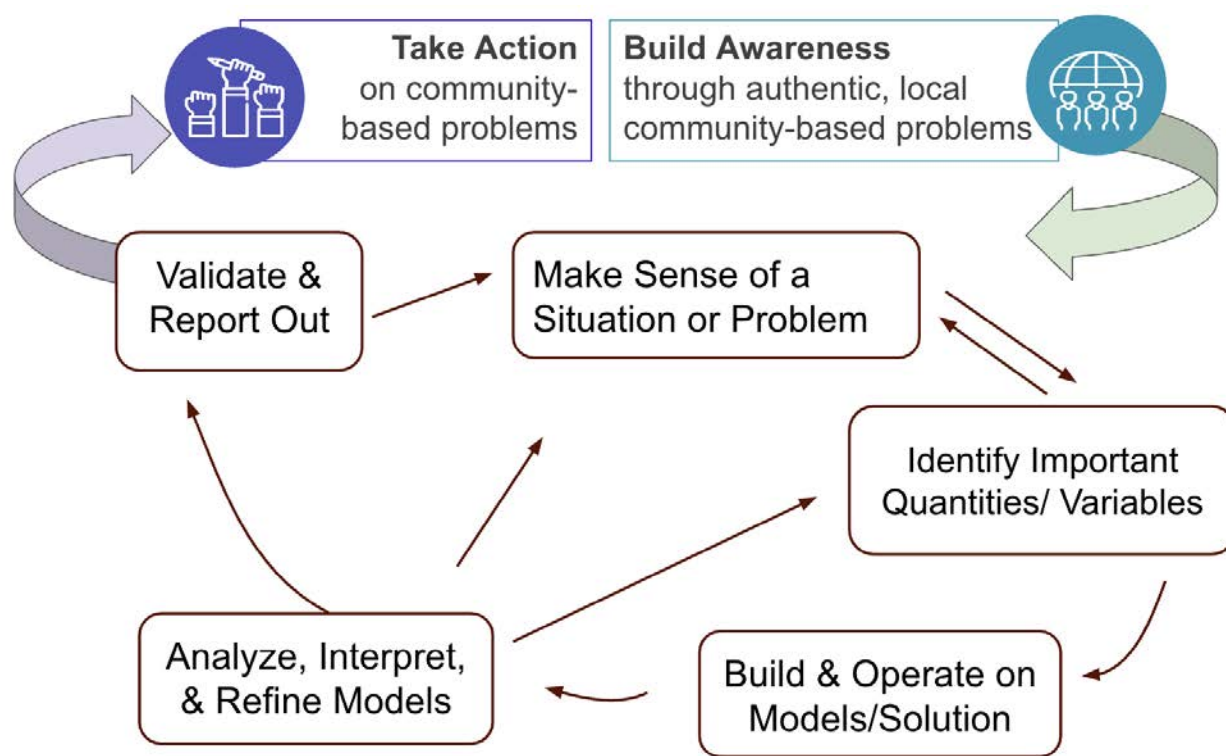 Take Action
on community-
based problems
Build Awareness
through authentic, local
community-based problems
Validate &
Report Out
Make Sense of a
Situation or Problem
Identify Important
Quantities/ Variables
Analyze, Interpret,
& Refine Models
Build & Operate on
Models/Solution